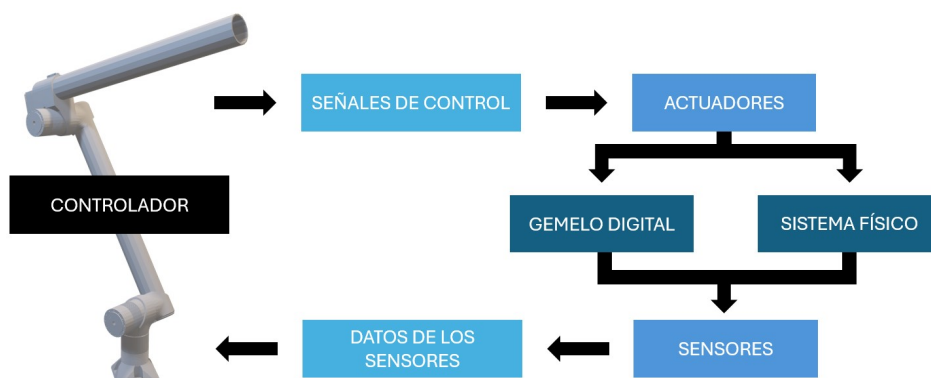 SEÑALES DE CONTROL
ACTUADORES
CONTROLADOR
GEMELO DIGITAL
SISTEMA FÍSICO
DATOS DE LOS
SENSORES
SENSORES